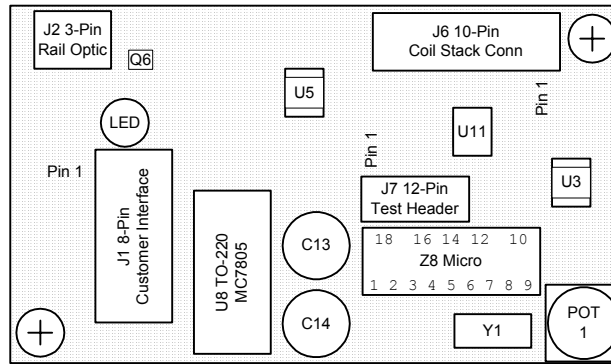 J2 3-Pin
Rail Optic
Q6
J6 10-Pin
Coil Stack Conn
U5
LED
Pin 1
U11
Pin 1
Pin 1
U3
J7 12-Pin
Test Header
J1 8-Pin
Customer Interface
U8 TO-220
MC7805
C13
18 16 14 12 10
Z8 Micro
1 2 3 4 5 6 7 8 9
C14
Y1
POT
1